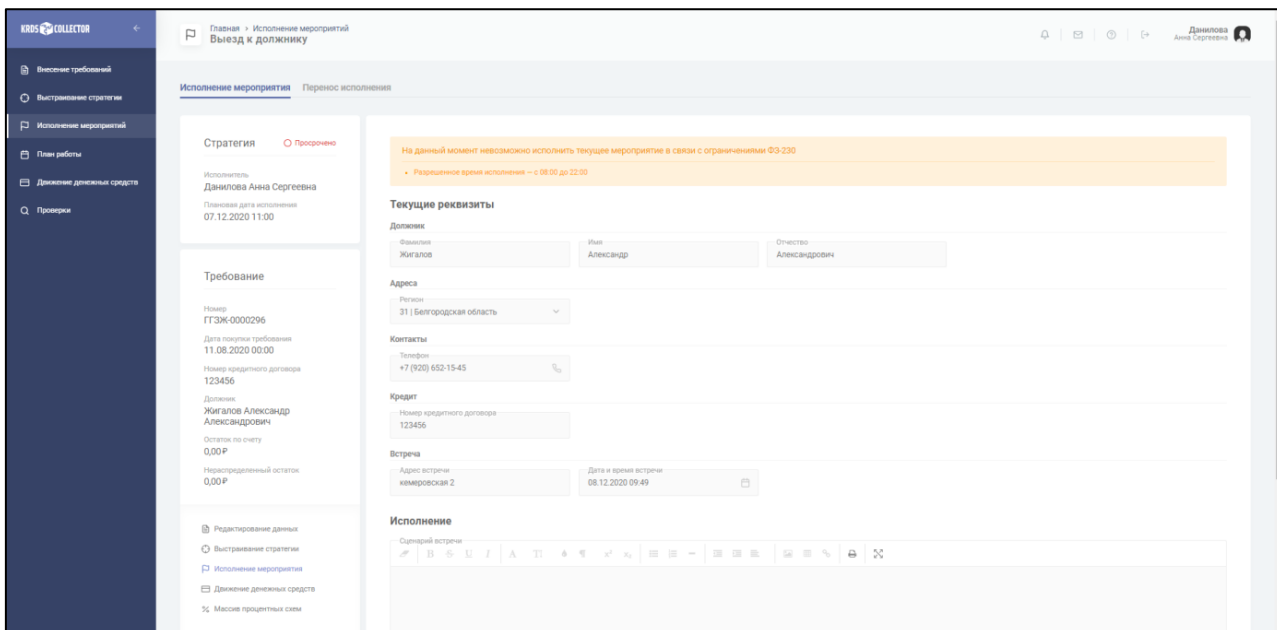 KRDS COLLECTOR
Внесение требований
Выстраивание стратегии
Исполнение мероприятий
План работы
Движение денежных средств
Проверки
Главная › Исполнение мероприятий
Выезд к должнику
Данилова
Анна Сергеевна
Исполнение мероприятия Перенос исполнения
Стратегия Просрочено
Исполнитель
Данилова Анна Сергеевна
Плановая дата исполнения
07.12.2020 11:00
Требование
Номер
ГГЗЖ-0000296
Дата покупки требования
11.08.2020 00:00
Номер кредитного договора
123456
Должник
Жигалов Александр
Александрович
Остаток по счету
0,00 ₽
Нераспределенный остаток
0,00 ₽
Редактирование данных
Выстраивание стратегии
Исполнение мероприятия
Движение денежных средств
Массив процентных схем
На данный момент невозможно исполнить текущее мероприятие в связи с ограничениями ФЗ-230
• Разрешенное время исполнения – с 08:00 до 22:00
Текущие реквизиты
Должник
Фамилия Имя Отчество
Жигалов Александр Александрович
Адреса
Регион
31 | Белгородская область
Контакты
Телефон
+7 (920) 652-15-45
Кредит
Номер кредитного договора
123456
Встреча
Адрес встречи Дата и время встречи
кемеровская 2 08.12.2020 09:49
Исполнение
Сценарий встречи